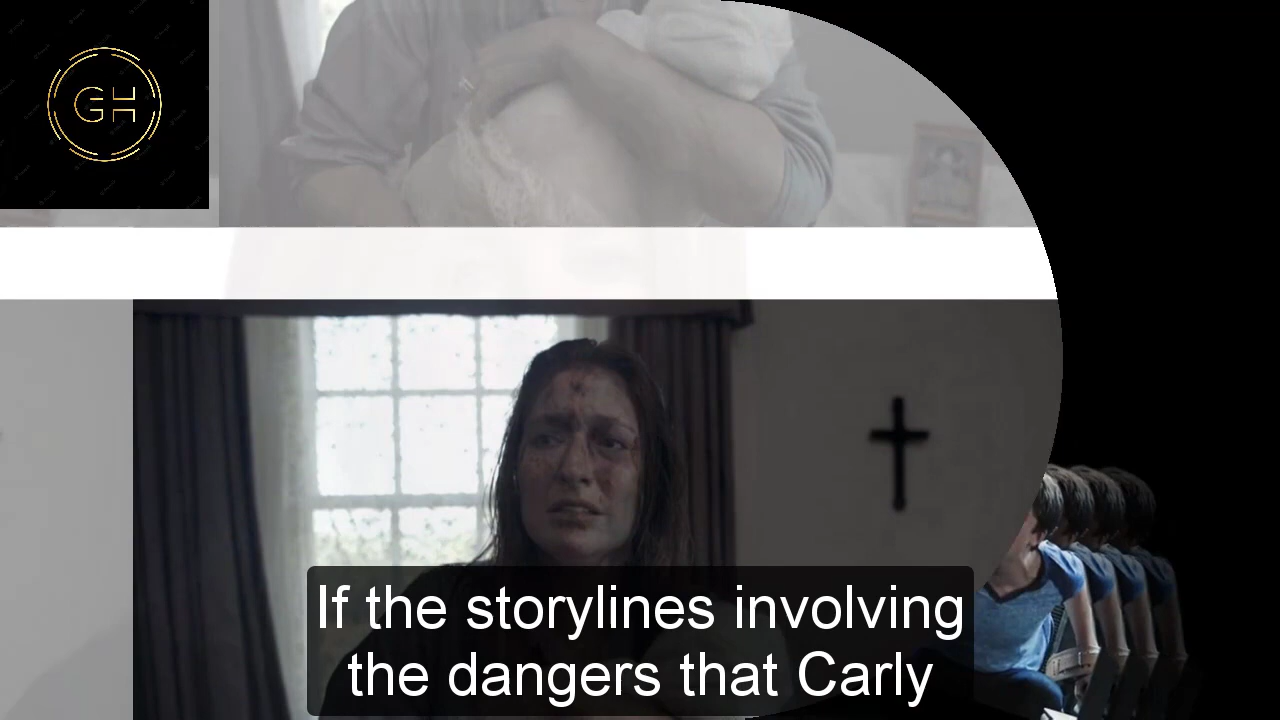 GH
If the storylines involving
the dangers that Carly